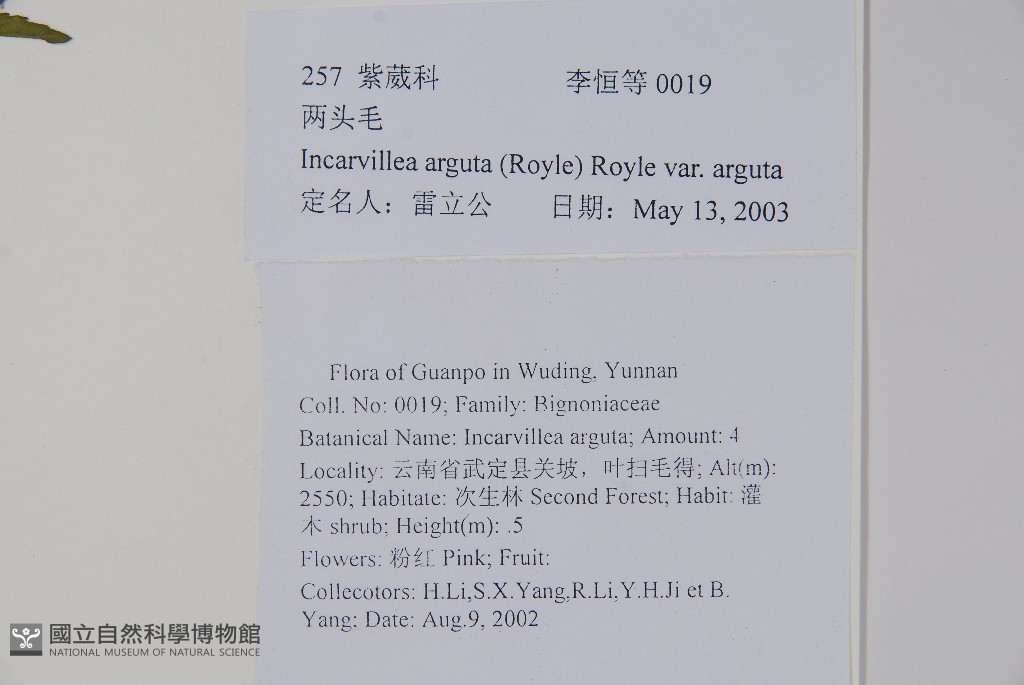 257 紫葳科 李恒等 0019
两头毛
Incarvillea arguta (Royle) Royle var. arguta
定名人：雷立公 日期：May 13, 2003
Flora of Guanpo in Wuding, Yunnan
Coll. No: 0019; Family: Bignoniaceae
Batanical Name: Incarvillea arguta; Amount: 4
Locality: 云南省武定县关坡，叶扫毛得; Alt(m):
2550; Habitate: 次生林 Second Forest; Habit: 灌
木 shrub; Height(m): .5
Flowers: 粉红 Pink; Fruit:
Collecotors: H.Li,S.X.Yang,R.Li,Y.H.Ji et B.
Yang: Date: Aug.9, 2002
國立自然科學博物館
NATIONAL MUSEUM OF NATURAL SCIENCE